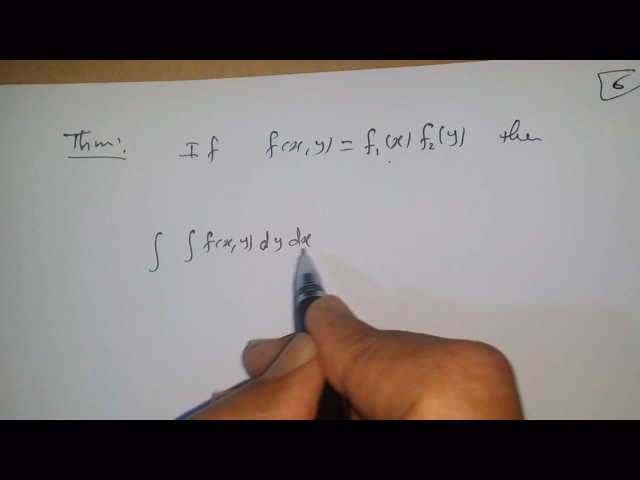 6
Thm: If f(x,y) = f₁(x) f₂(y) then
∫ ∫ f(x,y) dy dx